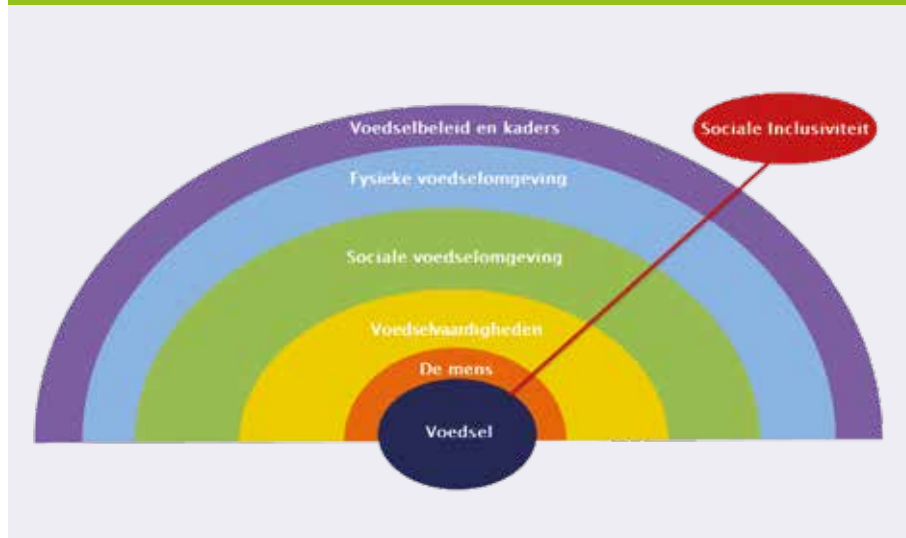 Voedselbeleid en kaders
Sociale Inclusiviteit
Fysieke voedselomgeving
Sociale voedselomgeving
Voedselvaardigheden
De mens
Voedsel